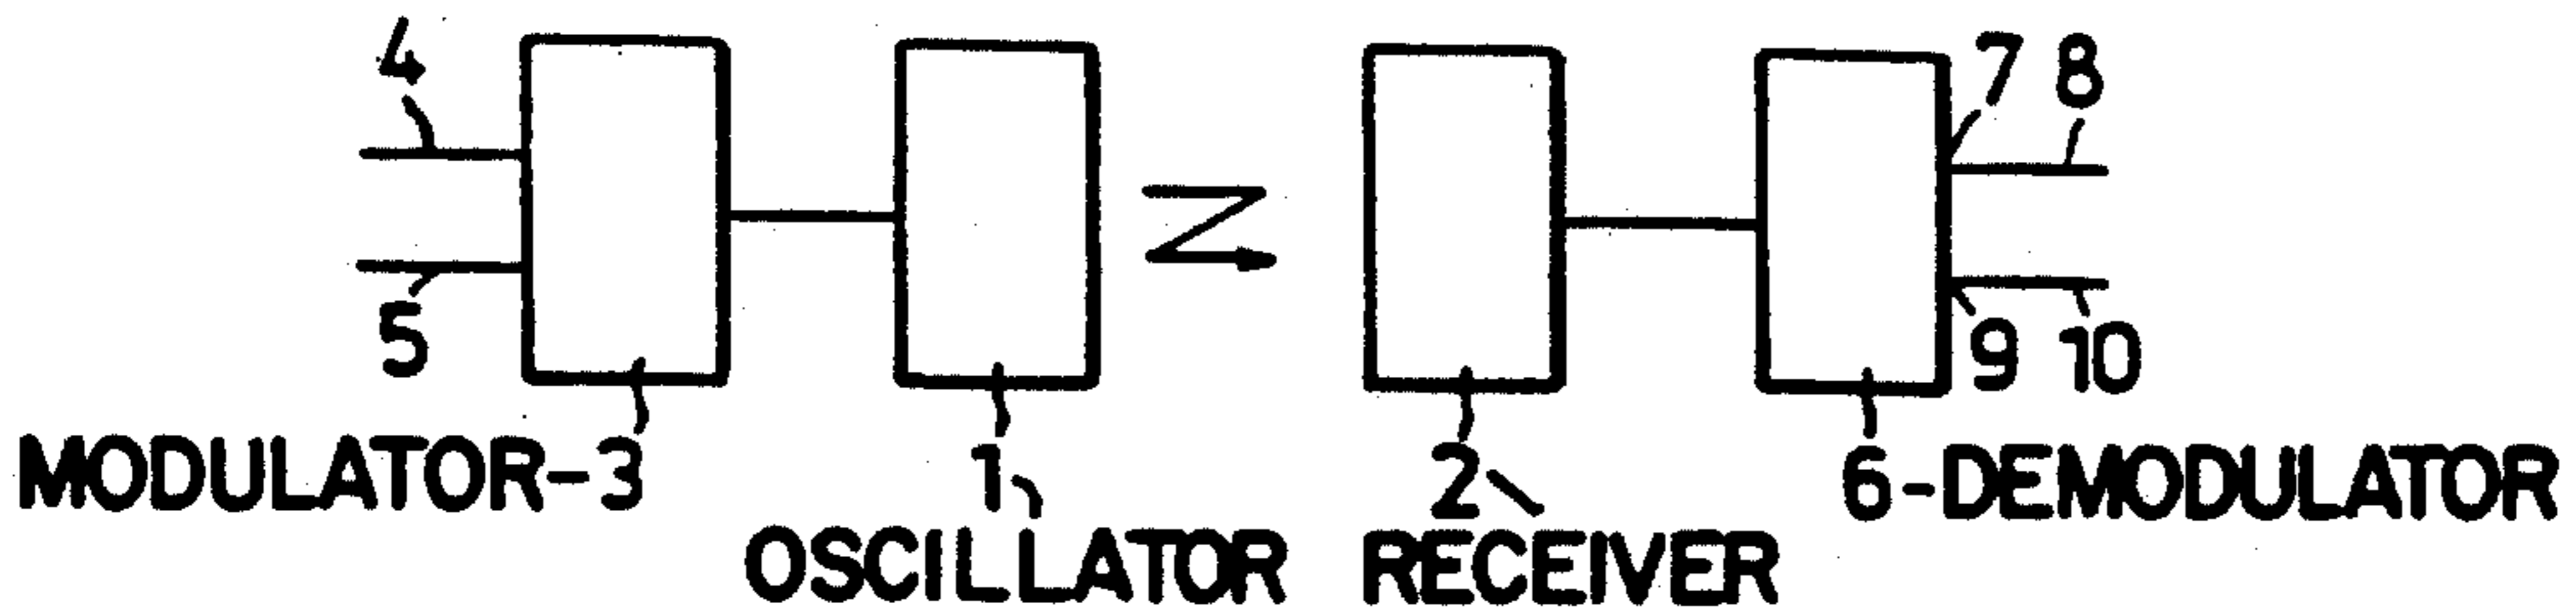 4
7 8
5
9 10
MODULATOR-3
1
2
6-DEMODULATOR
OSCILLATOR
RECEIVER